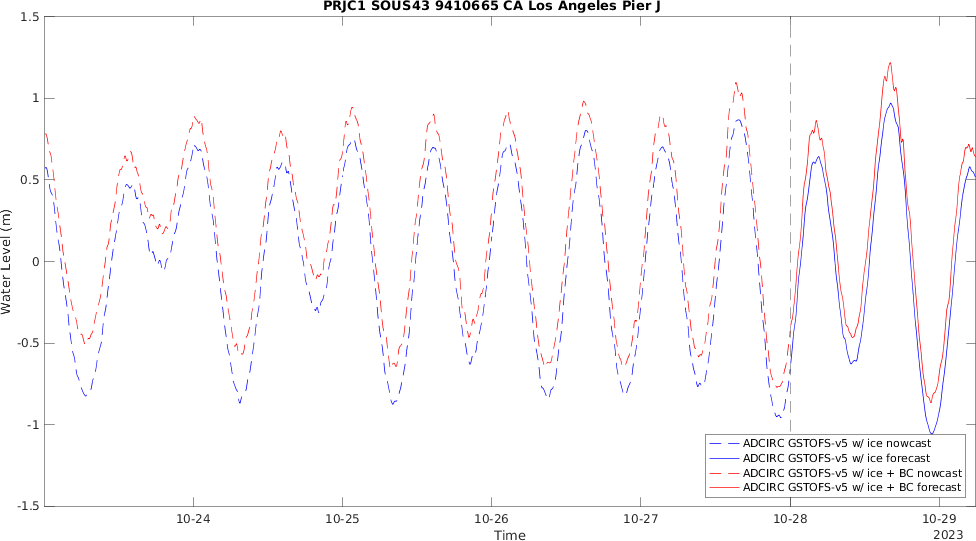 PRJC1 SOUS43 9410665 CA Los Angeles Pier J
1.5
1
0.5
0
-0.5
-1
-1.5
Water Level (m)
10-24
10-25
10-26
10-27
10-28
10-29
Time
2023
ADCIRC GSTOFS-v5 w/ ice nowcast
ADCIRC GSTOFS-v5 w/ ice forecast
ADCIRC GSTOFS-v5 w/ ice + BC nowcast
ADCIRC GSTOFS-v5 w/ ice + BC forecast